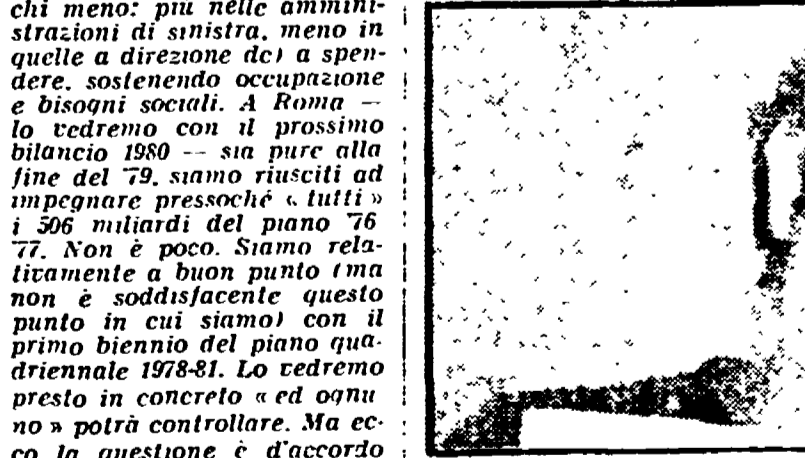 chi meno: più nelle ammini-
strazioni di sinistra, meno in
quelle a direzione dc) a spen-
dere, sostenendo occupazione
e bisogni sociali. A Roma —
lo vedremo con il prossimo
bilancio 1980 — sia pure alla
fine del '79, siamo riusciti ad
impegnare pressoché « tutti »
i 506 miliardi del piano '76
'77. Non è poco. Siamo rela-
tivamente a buon punto (ma
non è soddisfacente questo
punto in cui siamo) con il
primo biennio del piano qua-
driennale 1978-81. Lo vedremo
presto in concreto « ed ognu
no » potrà controllare. Ma ec-
co la questione è d'accordo